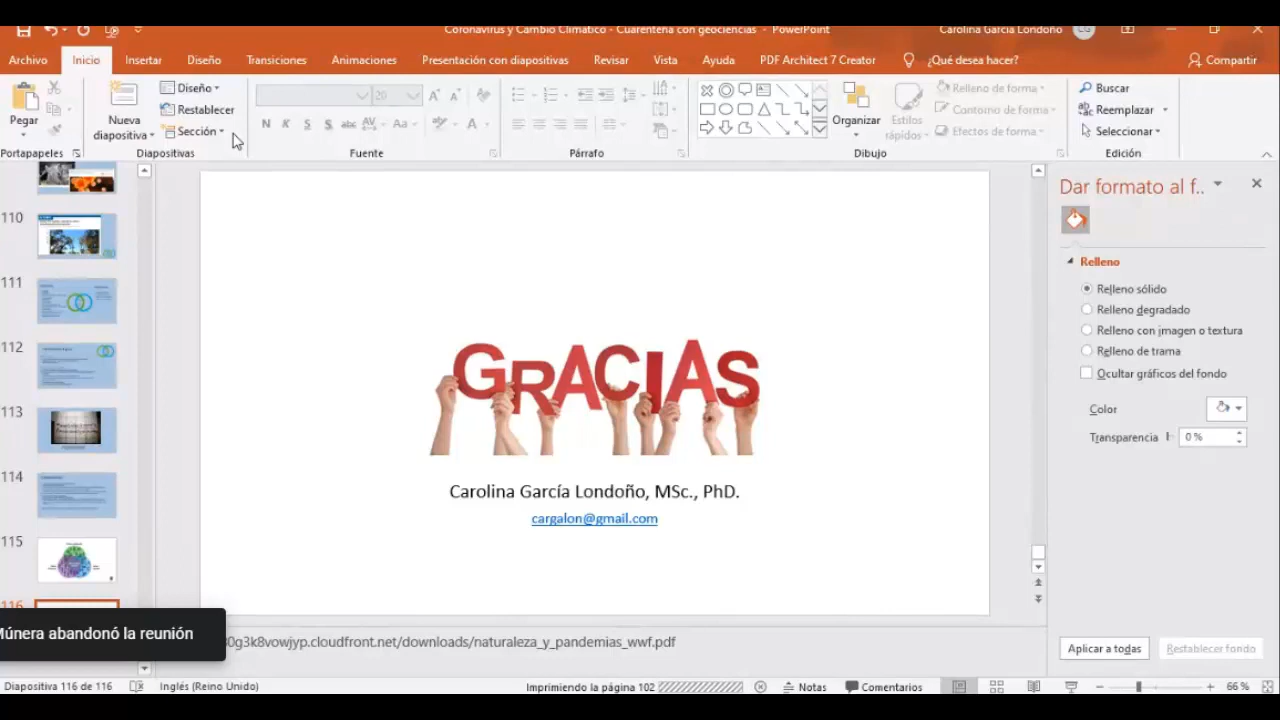 Coronavirus y Cambio Climático - Cuarentena con geociencias - PowerPoint
Carolina García Londoño
CG
Archivo Inicio Insertar Diseño Transiciones Animaciones Presentación con diapositivas Revisar Vista Ayuda PDF Architect 7 Creator ¿Qué desea hacer? Compartir
Pegar
Nueva diapositiva
Diseño
Restablecer
Sección
20
N K S S abc AV Aa A
Organizar
Estilos rápidos
Relleno de forma
Contorno de forma
Efectos de forma
Buscar
Reemplazar
Seleccionar
Portapapeles Diapositivas Fuente Párrafo Dibujo Edición
110
111
112
113
114
115
116
GRACIAS
Carolina García Londoño, MSc., PhD.
cargalon@gmail.com
Dar formato al f..
Relleno
Relleno sólido
Relleno degradado
Relleno con imagen o textura
Relleno de trama
Ocultar gráficos del fondo
Color
Transparencia 0 %
Aplicar a todas Restablecer fondo
Múnera abandonó la reunión
0g3k8vowjyp.cloudfront.net/downloads/naturaleza_y_pandemias_wwf.pdf
Diapositiva 116 de 116 Inglés (Reino Unido) Imprimiendo la página 102 Notas Comentarios 66 %